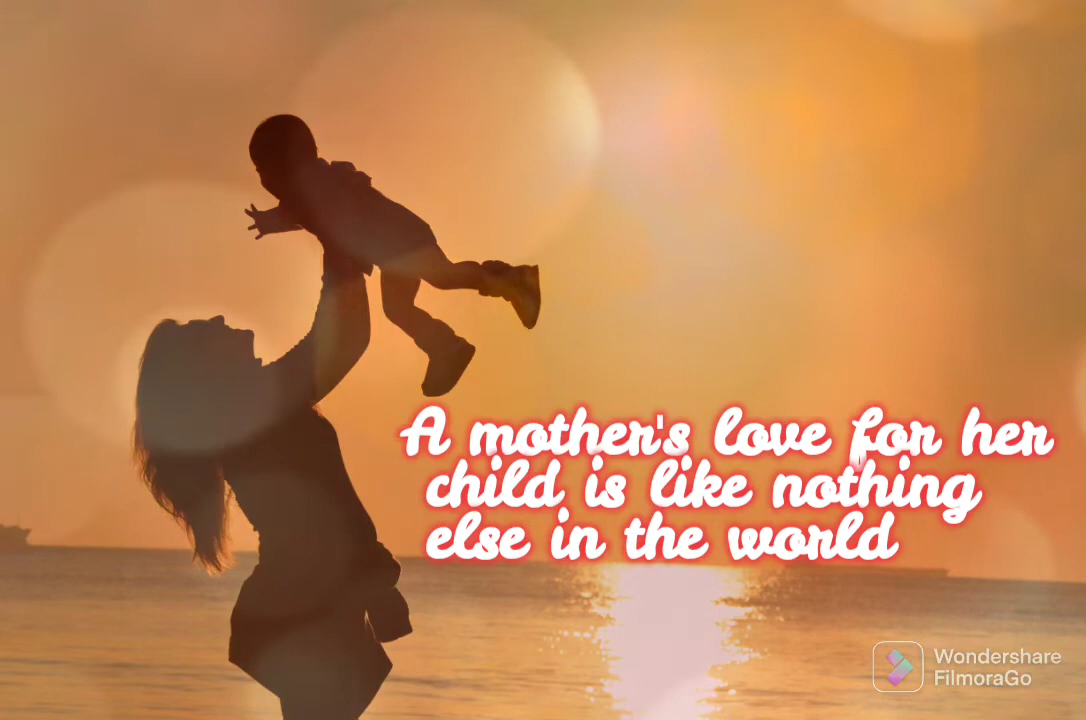 A mother's love for her
child is like nothing
else in the world
Wondershare
FilmoraGo